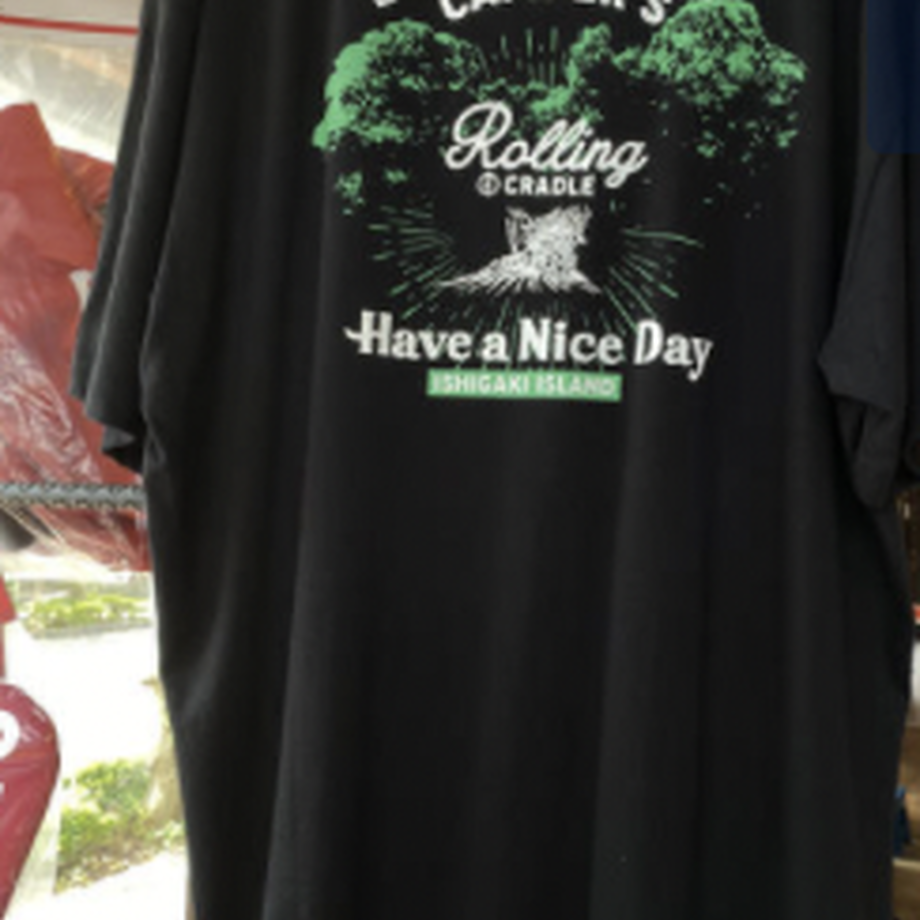 Rolling
CRADLE
Have a Nice Day
ISHIGAKI ISLAND